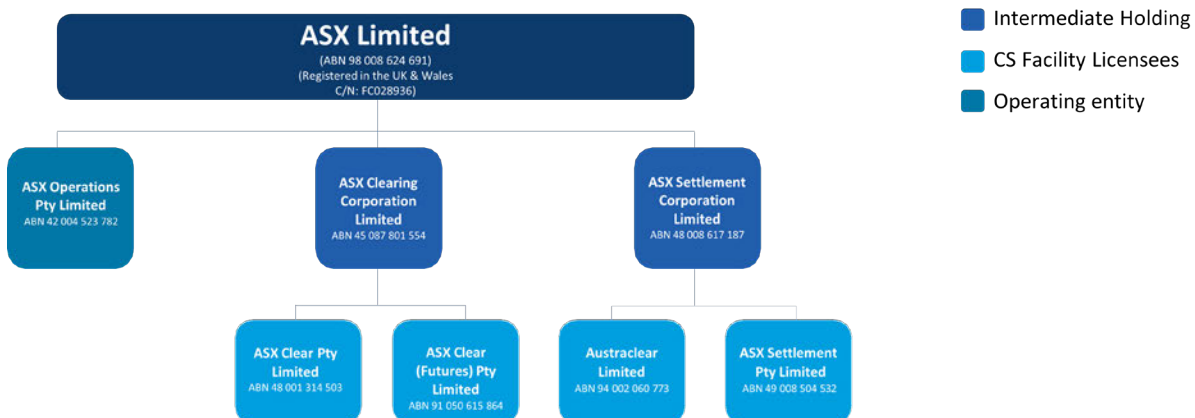 ASX Limited
(ABN 98 008 624 691)
(Registered in the UK & Wales
C/N: FC028936)
Intermediate Holding
CS Facility Licensees
Operating entity
ASX Operations
Pty Limited
ABN 42 004 523 782
ASX Clearing
Corporation
Limited
ABN 45 087 801 554
ASX Settlement
Corporation
Limited
ABN 48 008 617 187
ASX Clear Pty
Limited
ABN 48 001 314 503
ASX Clear
(Futures) Pty
Limited
ABN 91 050 615 864
Austraclear
Limited
ABN 94 002 060 773
ASX Settlement
Pty Limited
ABN 49 008 504 532